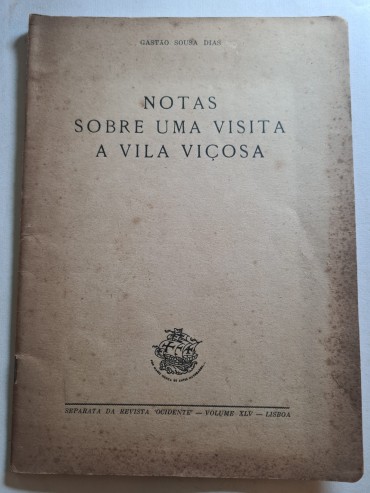 GASTÃO SOUSA DIAS
NOTAS
SOBRE UMA VISITA
A VILA VIÇOSA
SEPARATA DA REVISTA "OCIDENTE" — VOLUME XLV — LISBOA